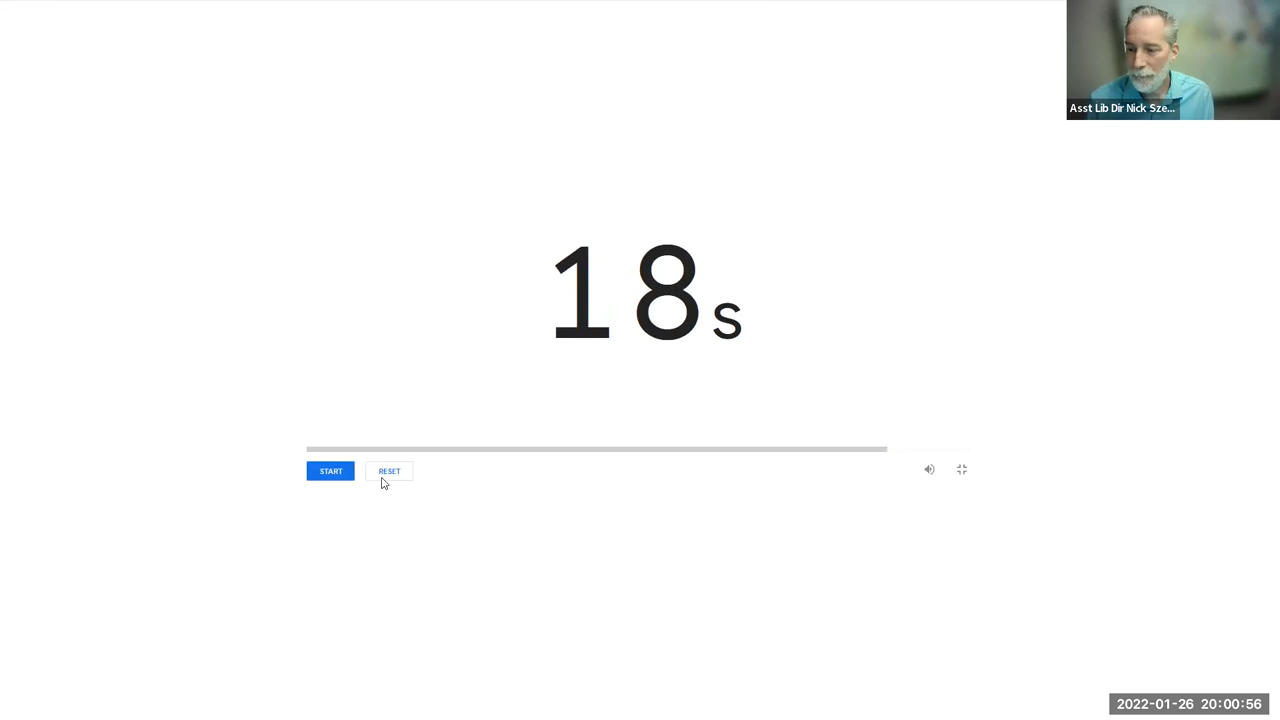 Asst Lib Dir Nick Sze...
18s
START
RESET
2022-01-26 20:00:56